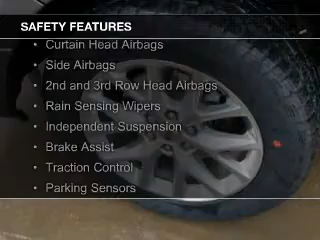 SAFETY FEATURES
• Curtain Head Airbags
• Side Airbags
• 2nd and 3rd Row Head Airbags
• Rain Sensing Wipers
• Independent Suspension
• Brake Assist
• Traction Control
• Parking Sensors